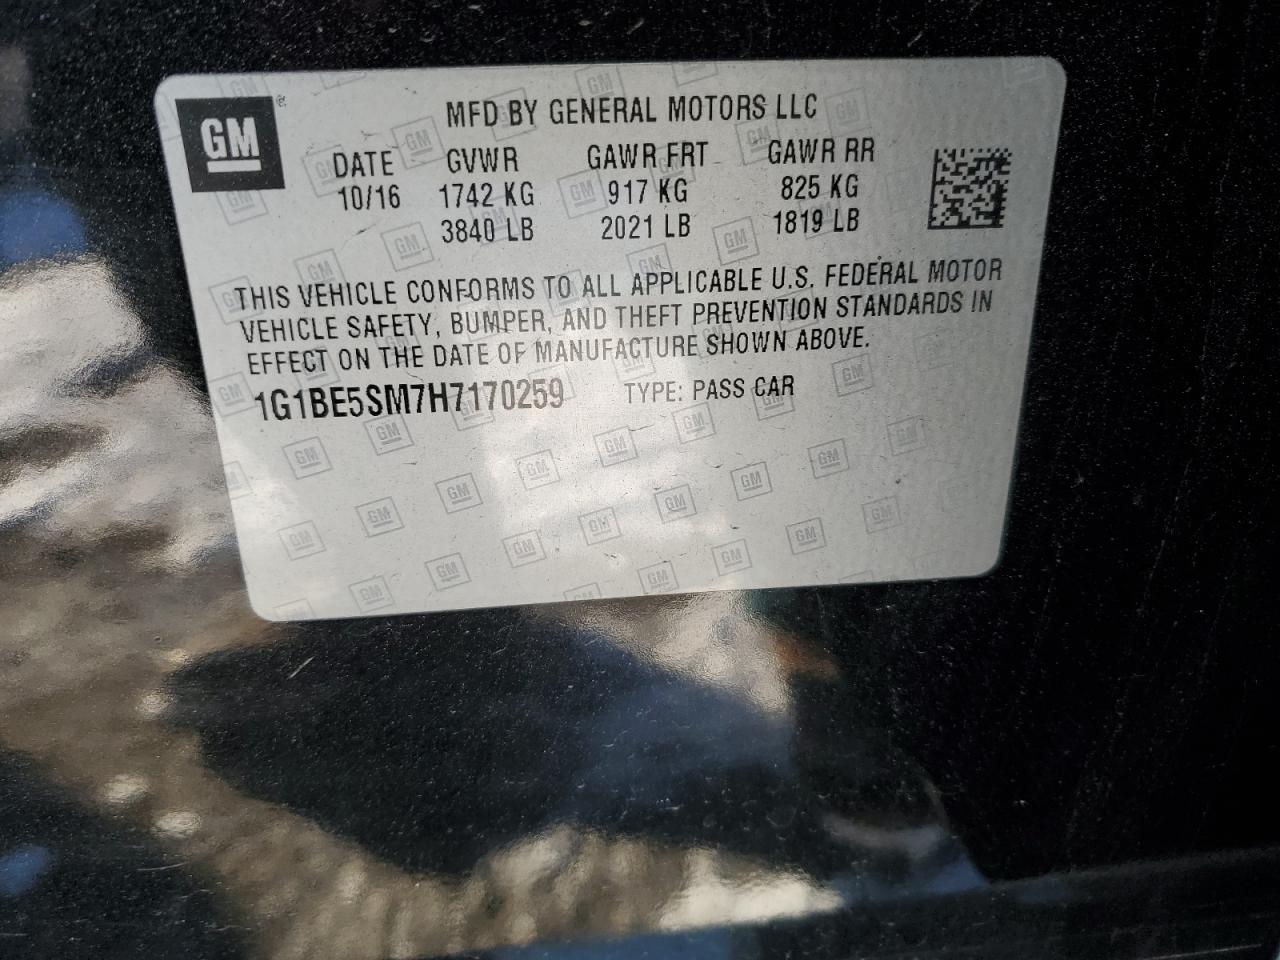 GM ®
MFD BY GENERAL MOTORS LLC
DATE GVWR GAWR FRT GAWR RR
10/16 1742 KG 917 KG 825 KG
3840 LB 2021 LB 1819 LB
THIS VEHICLE CONFORMS TO ALL APPLICABLE U.S. FEDERAL MOTOR
VEHICLE SAFETY, BUMPER, AND THEFT PREVENTION STANDARDS IN
EFFECT ON THE DATE OF MANUFACTURE SHOWN ABOVE.
1G1BE5SM7H7170259 TYPE: PASS CAR